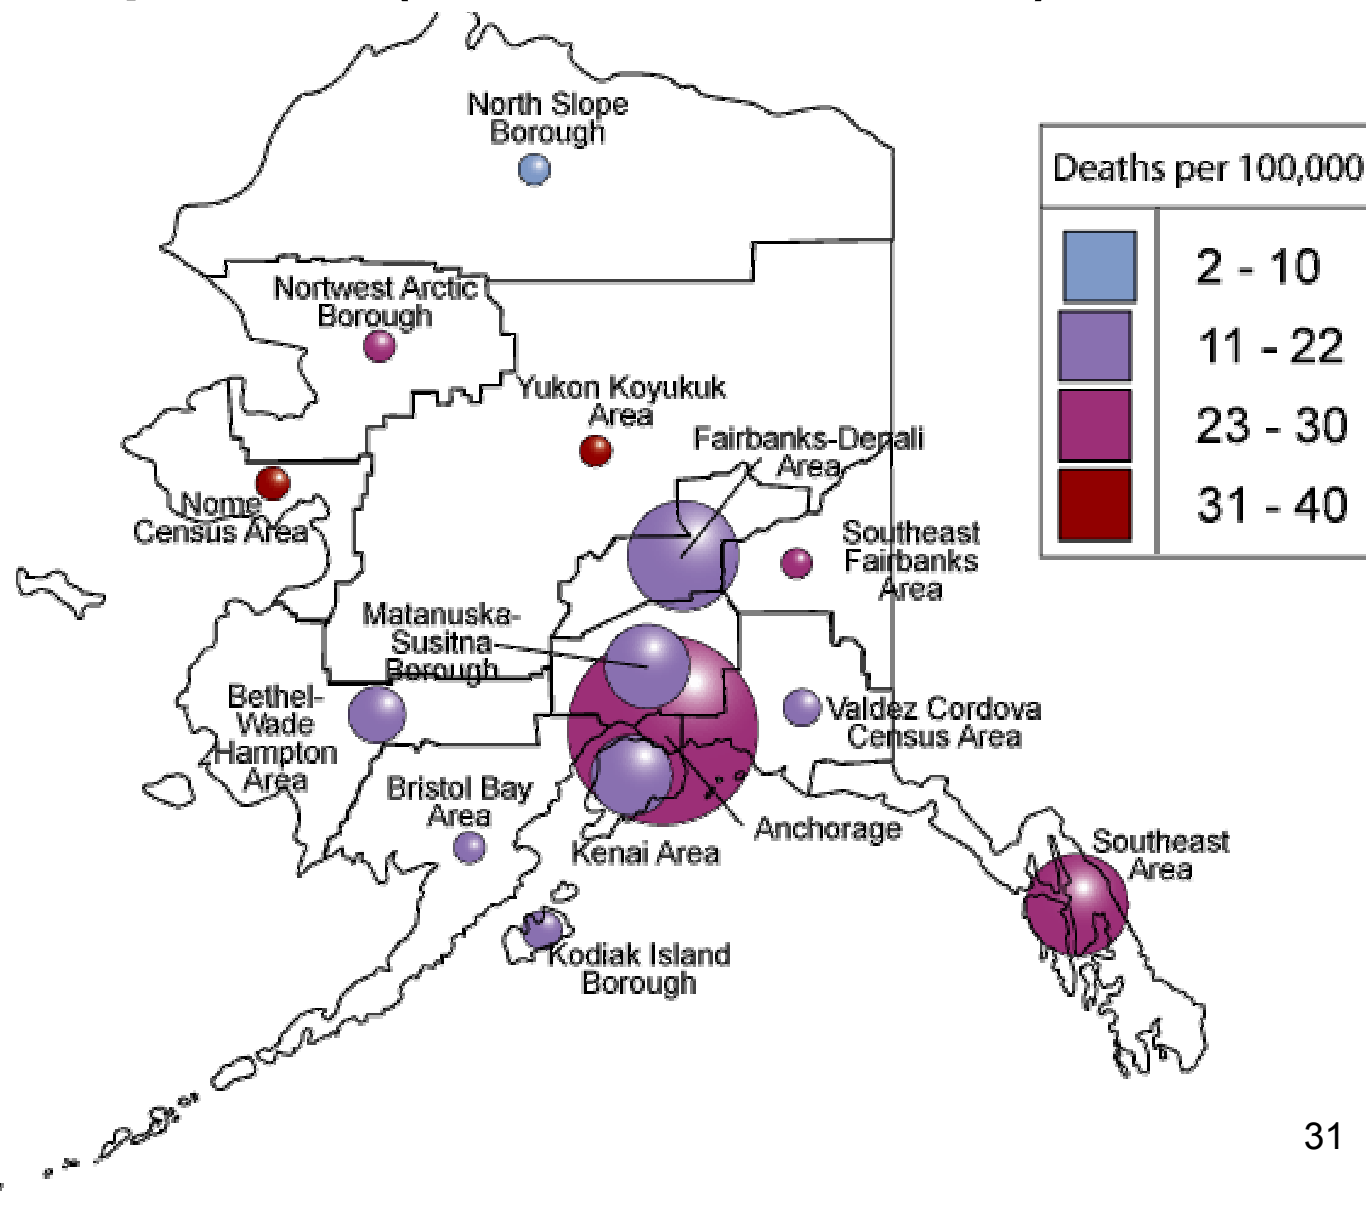 North Slope
Borough
Deaths per 100,000
2 - 10
11 - 22
23 - 30
31 - 40
Nortwest Arctic
Borough
Yukon Koyukuk
Area
Fairbanks-Denali
Area
Nome
Census Area
Southeast
Fairbanks
Area
Matanuska-
Susitna
Borough
Bethel-
Wade
Hampton
Area
Valdez Cordova
Census Area
Bristol Bay
Area
Anchorage
Kenai Area
Southeast
Area
Kodiak Island
Borough
31